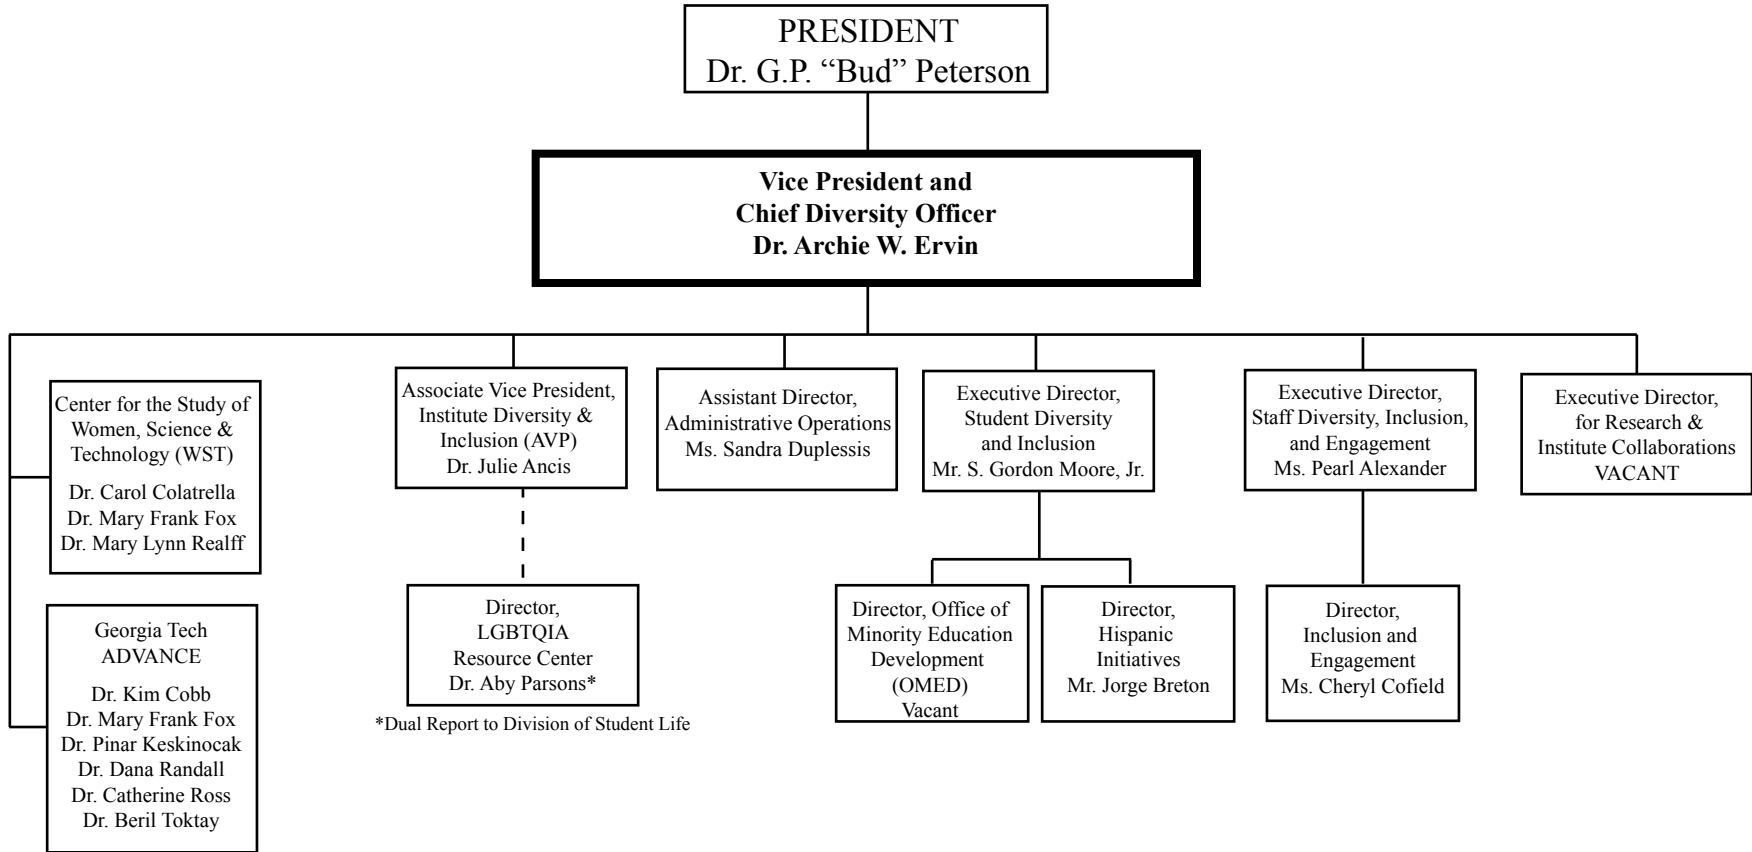 PRESIDENT
Dr. G.P. “Bud” Peterson
Vice President and
Chief Diversity Officer
Dr. Archie W. Ervin
Center for the Study of
Women, Science &
Technology (WST)
Dr. Carol Colatrella
Dr. Mary Frank Fox
Dr. Mary Lynn Realff
Georgia Tech
ADVANCE
Dr. Kim Cobb
Dr. Mary Frank Fox
Dr. Pinar Keskinocak
Dr. Dana Randall
Dr. Catherine Ross
Dr. Beril Toktay
Associate Vice President,
Institute Diversity &
Inclusion (AVP)
Dr. Julie Ancis
Director,
LGBTQIA
Resource Center
Dr. Aby Parsons*
*Dual Report to Division of Student Life
Assistant Director,
Administrative Operations
Ms. Sandra Duplessis
Executive Director,
Student Diversity
and Inclusion
Mr. S. Gordon Moore, Jr.
Director, Office of
Minority Education
Development
(OMED)
Vacant
Director,
Hispanic
Initiatives
Mr. Jorge Breton
Executive Director,
Staff Diversity, Inclusion,
and Engagement
Ms. Pearl Alexander
Director,
Inclusion and
Engagement
Ms. Cheryl Cofield
Executive Director,
for Research &
Institute Collaborations
VACANT